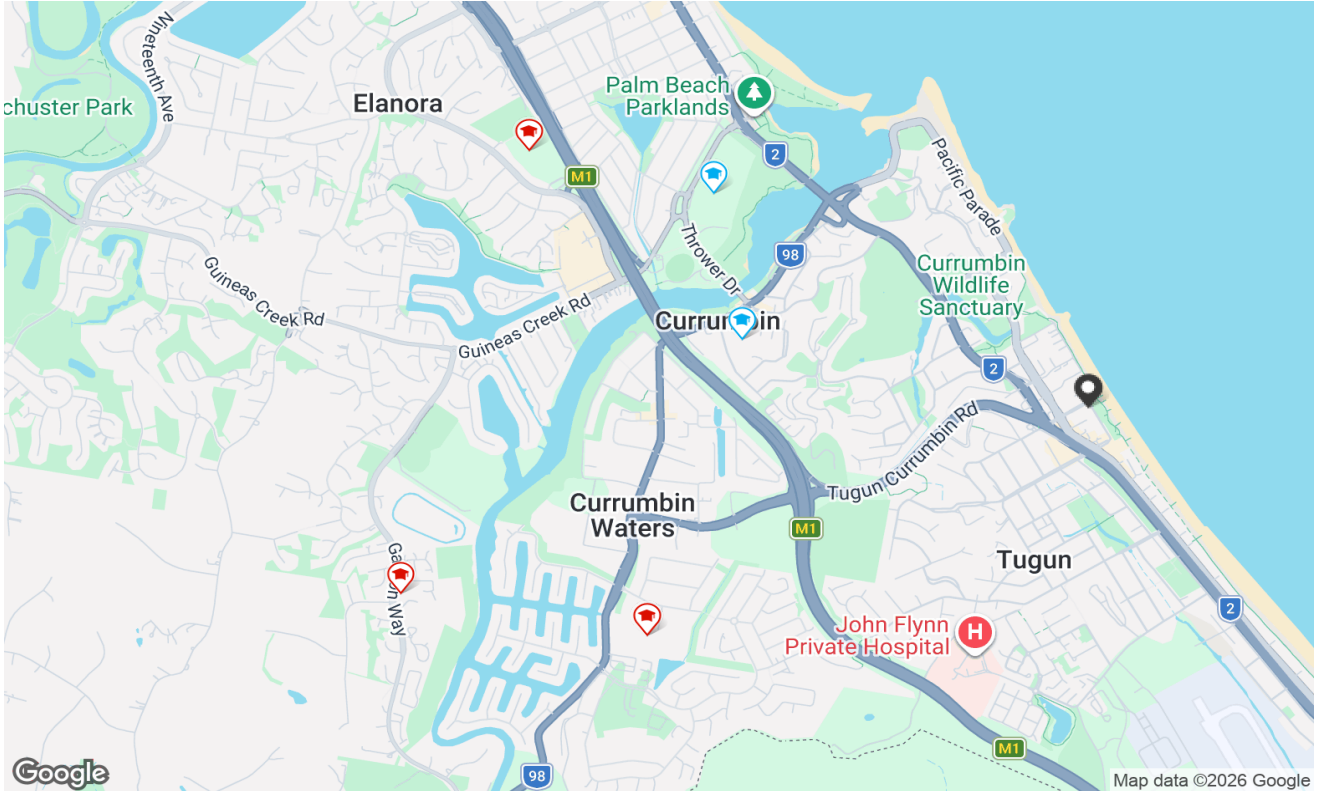 Nineteenth Ave
Elanora
chuster Park
Palm Beach
Parklands
M1
2
Pacific Parade
Thrower Dr
98
Currumbin
Wildlife
Sanctuary
Guineas Creek Rd
Guineas Creek Rd
Currumbin
2
Tugun Currumbin Rd
Currumbin
Waters
M1
Tugun
Way
2
John Flynn
Private Hospital
H
M1
98
Google
Map data ©2026 Google